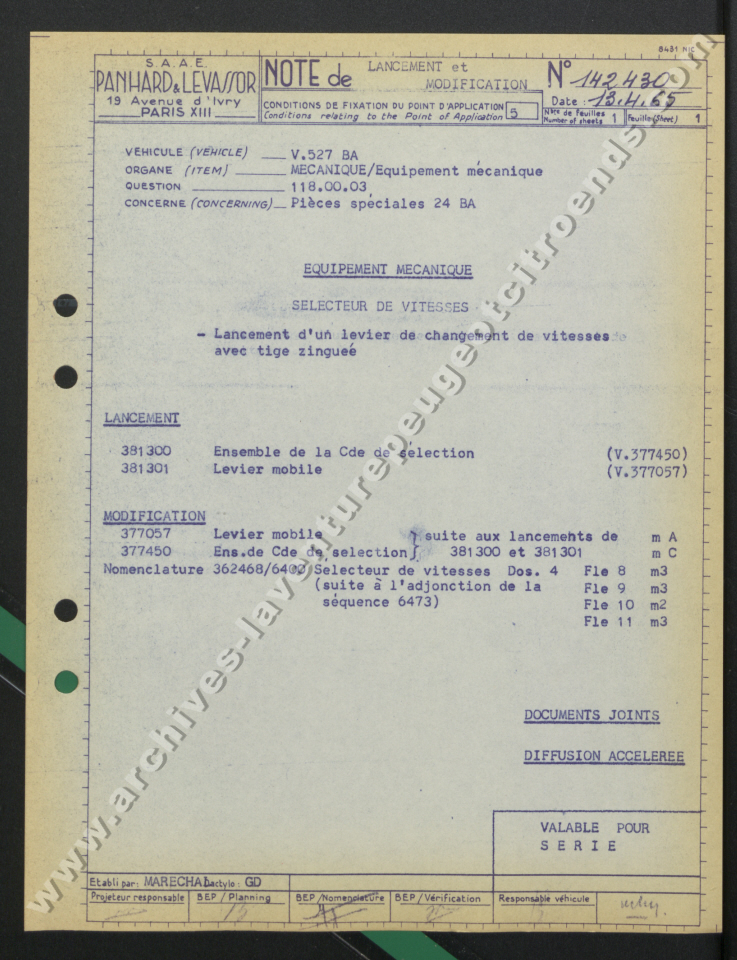 8431 NIC
S.A.A.E.
PANHARD & LEVASSOR
19 Avenue d'Ivry
PARIS XIII
NOTE de LANCEMENT et
MODIFICATION
CONDITIONS DE FIXATION DU POINT D'APPLICATION 5
Conditions relating to the Point of Application
N° 142 430
Date : 13.4.65
Nbre de Feuilles 1 Feuille (Sheet) 1
Number of sheets
VEHICULE (VEHICLE) V.527 BA
ORGANE (ITEM) MECANIQUE/Equipement mécanique
QUESTION 118.00.03
CONCERNE (CONCERNING) Pièces spéciales 24 BA
EQUIPEMENT MECANIQUE
SELECTEUR DE VITESSES
- Lancement d'un levier de changement de vitesses
avec tige zingueé
LANCEMENT
381300 Ensemble de la Cde de sélection (V.377450)
381301 Levier mobile (V.377057)
MODIFICATION
377057 Levier mobile } suite aux lancements de m A
377450 Ens.de Cde de sélection } 381300 et 381301 m C
Nomenclature 362468/6400 Selecteur de vitesses Dos. 4 Fle 8 m3
(suite à l'adjonction de la Fle 9 m3
séquence 6473) Fle 10 m2
Fle 11 m3
DOCUMENTS JOINTS
DIFFUSION ACCELEREE
VALABLE POUR
SERIE
Etabli par: MARECHAL Dactylo: GD
Projeteur responsable BEP / Planning BEP / Nomenclature BEP / Vérification Responsable véhicule
www.archives-laventurepeugeotcitroends.com